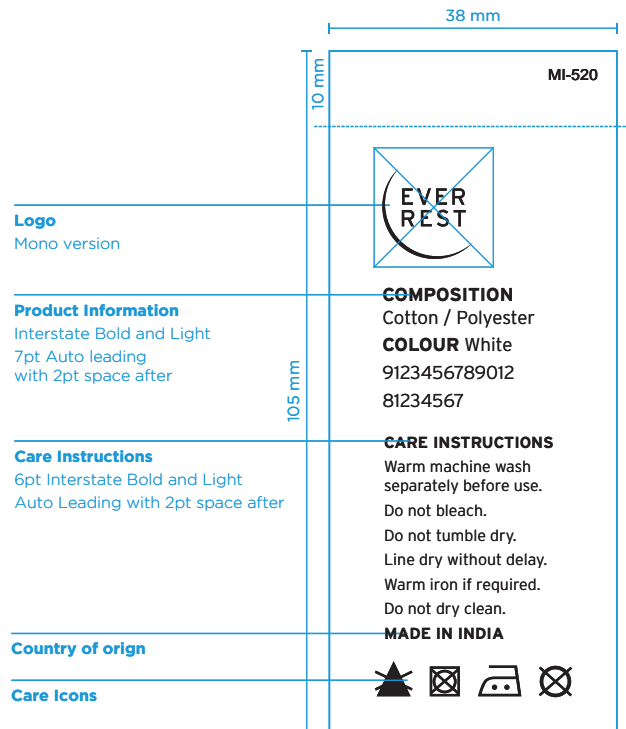 38 mm
10 mm
MI-520
EVER
REST
Logo
Mono version
Product Information
Interstate Bold and Light
7pt Auto leading
with 2pt space after
COMPOSITION
Cotton / Polyester
COLOUR White
9123456789012
81234567
105 mm
Care Instructions
6pt Interstate Bold and Light
Auto Leading with 2pt space after
CARE INSTRUCTIONS
Warm machine wash
separately before use.
Do not bleach.
Do not tumble dry.
Line dry without delay.
Warm iron if required.
Do not dry clean.
MADE IN INDIA
Country of orign
Care Icons